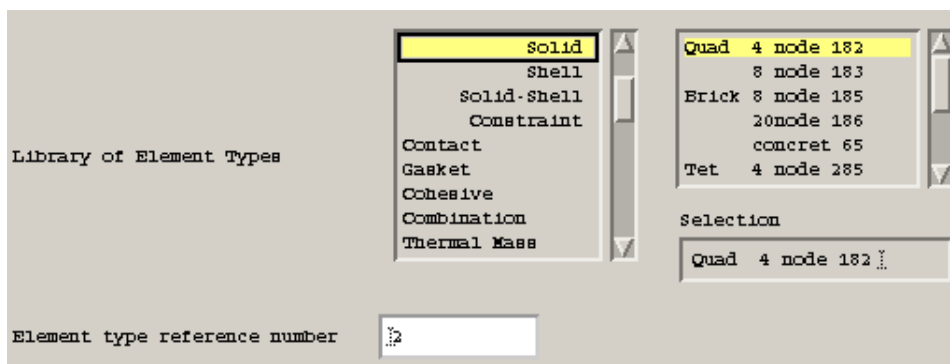 Library of Element Types
Solid
Shell
Solid-Shell
Constraint
Contact
Gasket
Cohesive
Combination
Thermal Mass
Quad 4 node 182
8 node 183
Brick 8 node 185
20node 186
concret 65
Tet 4 node 285
Selection
Quad 4 node 182
Element type reference number
2